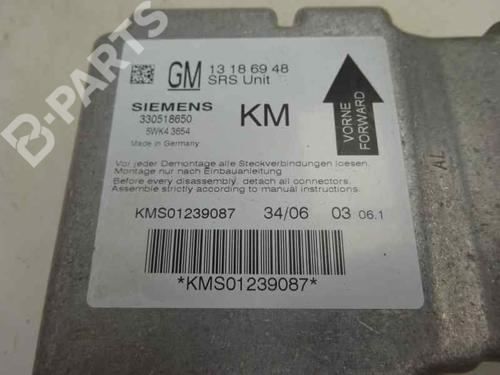 B-PARTS
GM 13 18 69 48
SRS Unit
SIEMENS
330518650
5WK4 3654
Made in Germany
KM
VORNE
FORWARD
Vor jeder Demontage alle Steckverbindungen loesen.
Montage nur nach Einbauanleitung
Before every disassembly, detach all connectors.
Assemble strictly according to manual instructions.
KMS01239087 34/06 03 06.1
*KMS01239087*
AL